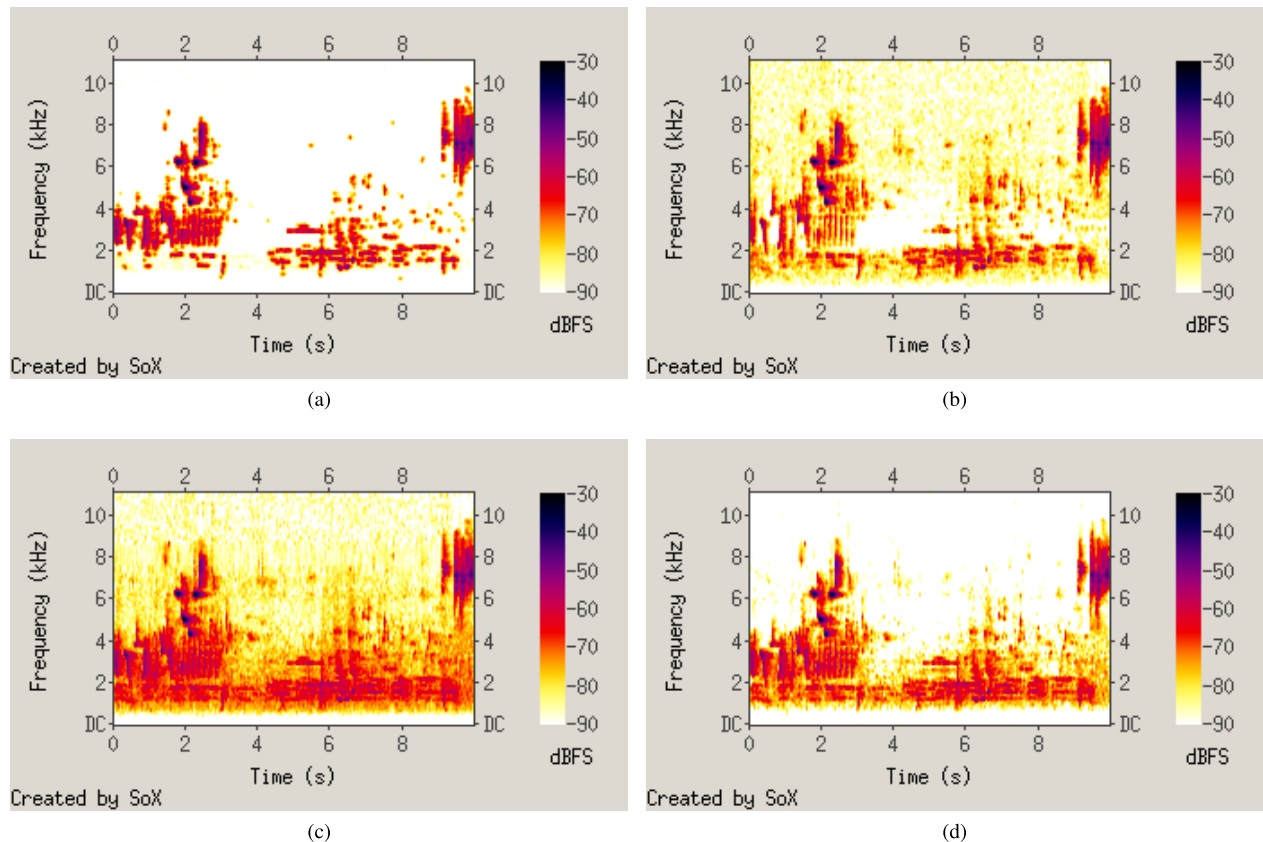 0 2 4 6 8
10 10 -30
8 8 -40
6 6 -50
4 4 -60
2 2 -70
DC DC -80
-90
0 2 4 6 8
Frequency (kHz)
Time (s)
dBFS
Created by SoX
(a)
0 2 4 6 8
10 10 -30
8 8 -40
6 6 -50
4 4 -60
2 2 -70
DC DC -80
-90
0 2 4 6 8
Frequency (kHz)
Time (s)
dBFS
Created by SoX
(b)
0 2 4 6 8
10 10 -30
8 8 -40
6 6 -50
4 4 -60
2 2 -70
DC DC -80
-90
0 2 4 6 8
Frequency (kHz)
Time (s)
dBFS
Created by SoX
(c)
0 2 4 6 8
10 10 -30
8 8 -40
6 6 -50
4 4 -60
2 2 -70
DC DC -80
-90
0 2 4 6 8
Frequency (kHz)
Time (s)
dBFS
Created by SoX
(d)